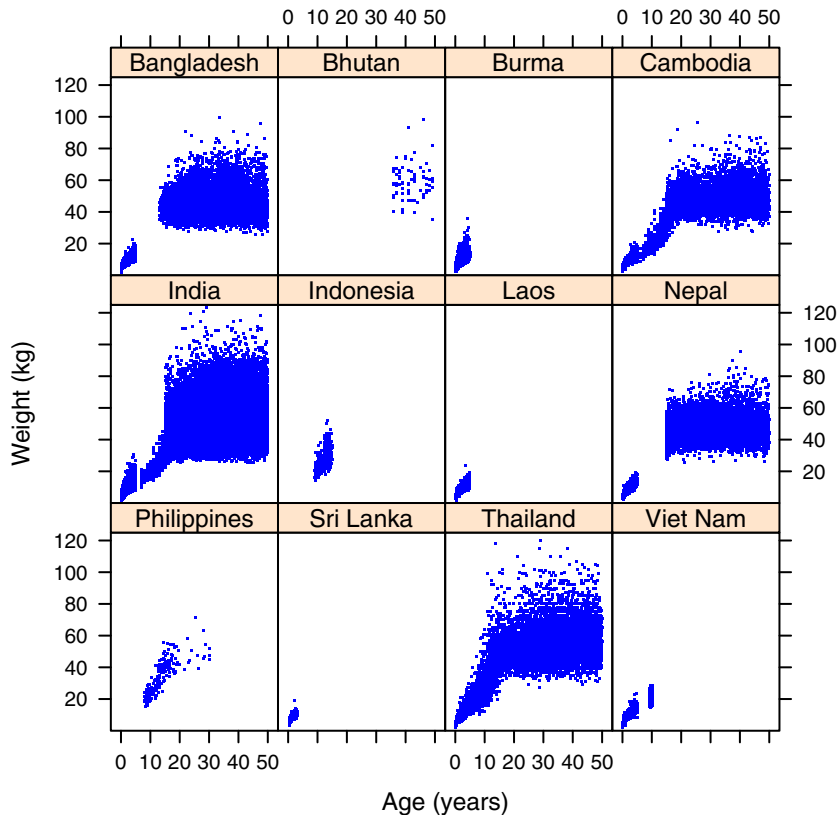 0 10 20 30 40 50 0 10 20 30 40 50
Bangladesh Bhutan Burma Cambodia
120
100
80
60
40
20
India Indonesia Laos Nepal
120
100
80
60
40
20
Philippines Sri Lanka Thailand Viet Nam
120
100
80
60
40
20
0 10 20 30 40 50 0 10 20 30 40 50
Weight (kg)
Age (years)